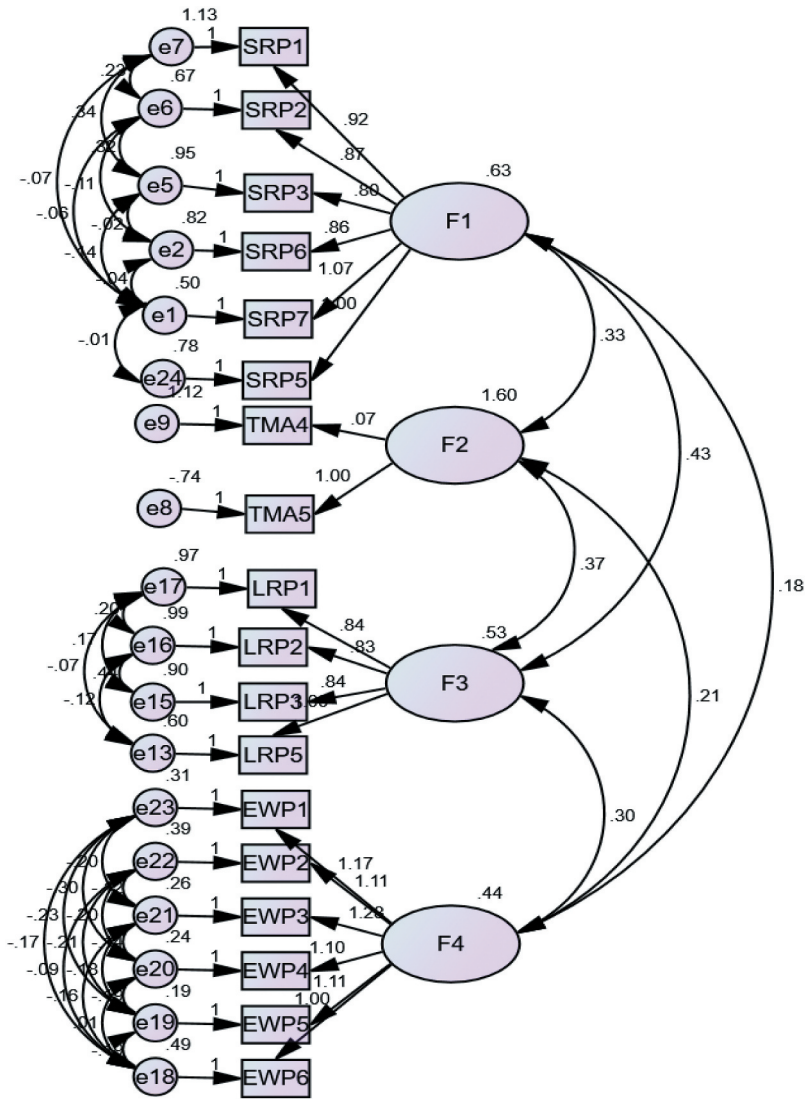 1.13
e7 1 SRP1
.23 .67
e6 1 SRP2 .92
.34 .87
.32 .95 .63
-.07 -.11 e5 1 SRP3 .80 F1
-.06 -.02 .82 .86
-.14 e2 1 SRP6
-.04 .50 1.07
e1 1 SRP7 1.00
-.01 .78 .33
e24 1 SRP5
1.12 1.60
e9 1 TMA4 .07 F2
.43
-.74 1.00
e8 1 TMA5
.97 .37
e17 1 LRP1 .18
.20 .99 .84
.17 e16 1 LRP2 .83 .53
-.07 .90 .84 F3
-.12 e15 1 LRP3 .21
.60
e13 1 LRP5
.31
e23 1 EWP1 .30
.39
-.20 e22 1 EWP2 1.17
-.30 .26 1.11 .44
-.23 -.20 e21 1 EWP3 1.28
-.17 -.21 .24 1.10 F4
-.09 -.18 e20 1 EWP4 1.11
-.16 .19 1.00
.01 e19 1 EWP5
.49
e18 1 EWP6